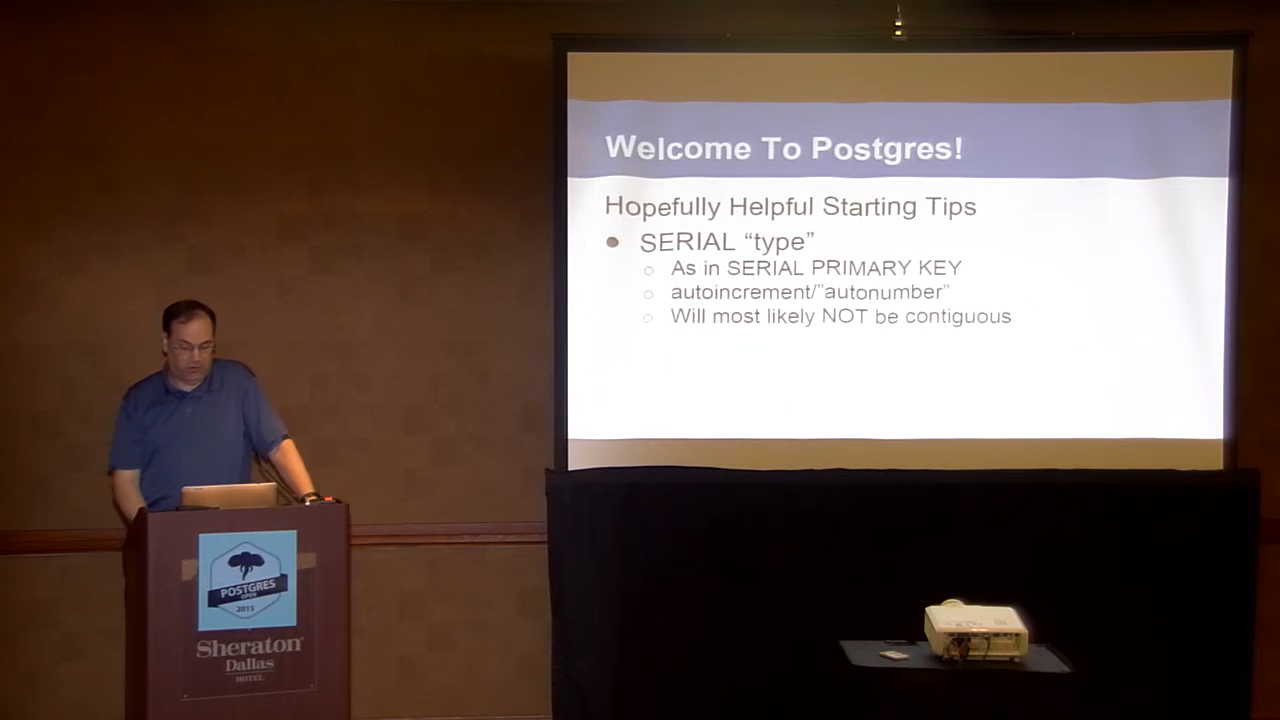 Welcome To Postgres!
Hopefully Helpful Starting Tips
● SERIAL “type”
○ As in SERIAL PRIMARY KEY
○ autoincrement/”autonumber”
○ Will most likely NOT be contiguous
POSTGRES
OPEN
2015
Sheraton
Dallas
HOTEL